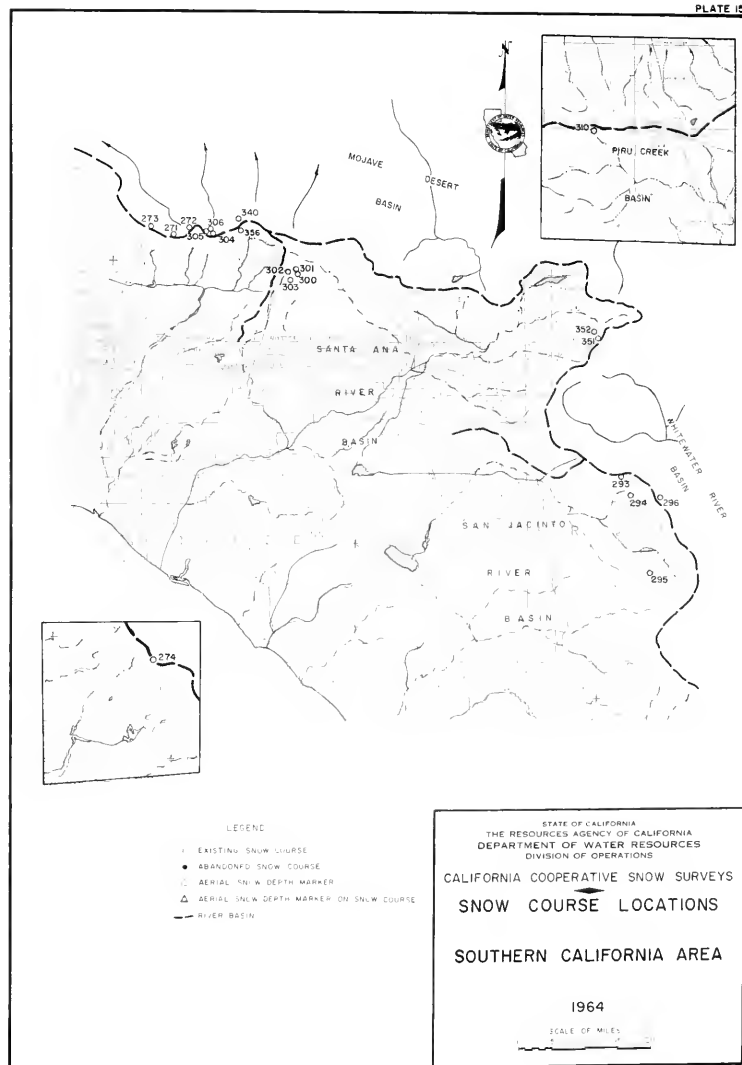 PLATE 15
N
310
PIRU CREEK
BASIN
MOJAVE
DESERT
BASIN
340
273
272
306
271
305
304
356
302
301
300
303
352
351
SANTA ANA
RIVER
BASIN
WHITEWATER RIVER
BASIN
293
294
296
SAN JACINTO
RIVER
BASIN
295
274
LEGEND
EXISTING SNOW COURSE
ABANDONED SNOW COURSE
AERIAL SNOW DEPTH MARKER
AERIAL SNOW DEPTH MARKER ON SNOW COURSE
RIVER BASIN
STATE OF CALIFORNIA
THE RESOURCES AGENCY OF CALIFORNIA
DEPARTMENT OF WATER RESOURCES
DIVISION OF OPERATIONS
CALIFORNIA COOPERATIVE SNOW SURVEYS
SNOW COURSE LOCATIONS
SOUTHERN CALIFORNIA AREA
1964
SCALE OF MILES